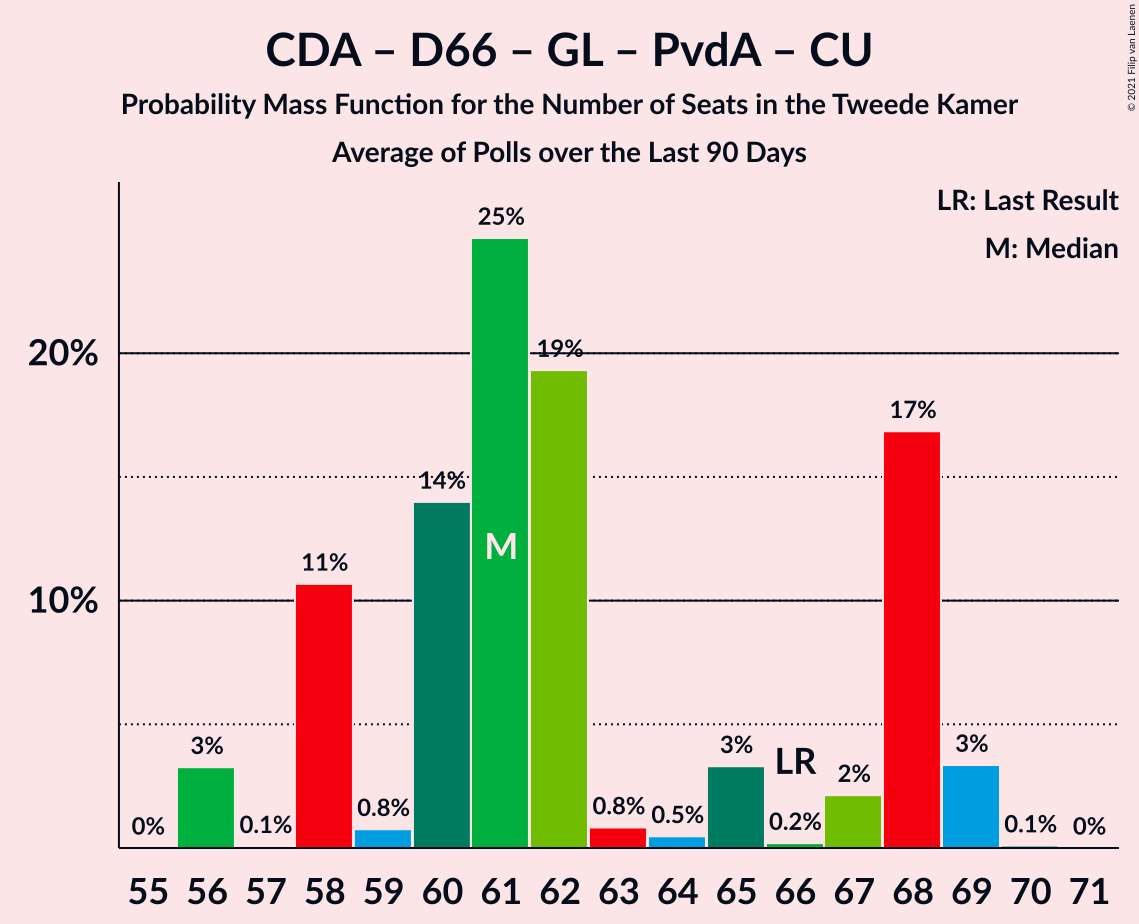 CDA – D66 – GL – PvdA – CU
Probability Mass Function for the Number of Seats in the Tweede Kamer
Average of Polls over the Last 90 Days
© 2021 Filip van Laenen
LR: Last Result
M: Median
20%
10%
0%
3%
0.1%
11%
0.8%
14%
25%
M
19%
0.8%
0.5%
3%
LR
0.2%
2%
17%
3%
0.1%
0%
55 56 57 58 59 60 61 62 63 64 65 66 67 68 69 70 71